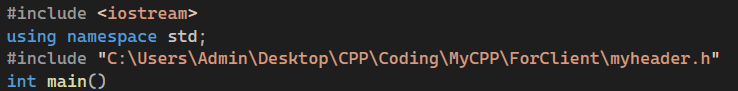 #include <iostream>
using namespace std;
#include "C:\Users\Admin\Desktop\CPP\Coding\MyCPP\ForClient\myheader.h"
int main()